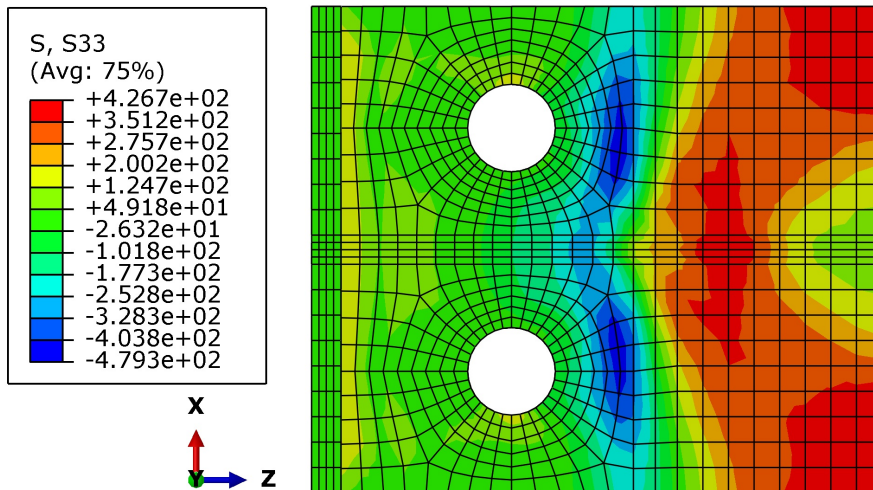 S, S33
(Avg: 75%)
+4.267e+02
+3.512e+02
+2.757e+02
+2.002e+02
+1.247e+02
+4.918e+01
-2.632e+01
-1.018e+02
-1.773e+02
-2.528e+02
-3.283e+02
-4.038e+02
-4.793e+02
X
Y
Z